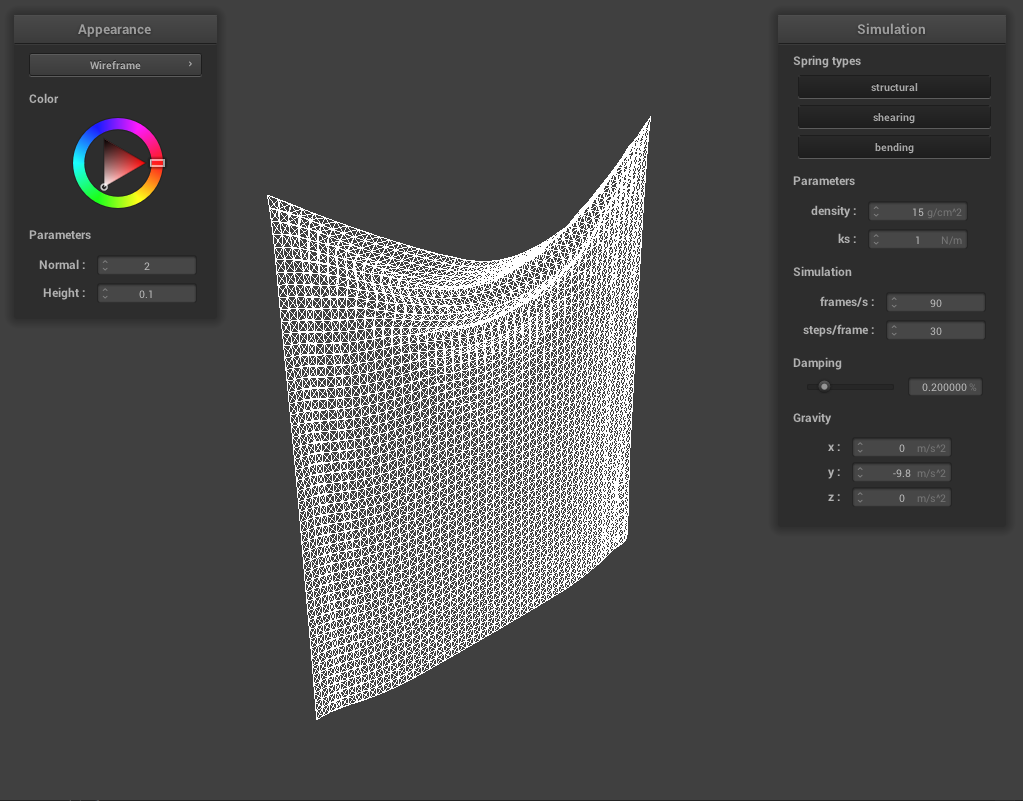 Appearance
Wireframe
Color
Parameters
Normal : 2
Height : 0.1
Simulation
Spring types
structural
shearing
bending
Parameters
density : 15 g/cm^2
ks : 1 N/m
Simulation
frames/s : 90
steps/frame : 30
Damping
0.200000 %
Gravity
x : 0 m/s^2
y : -9.8 m/s^2
z : 0 m/s^2